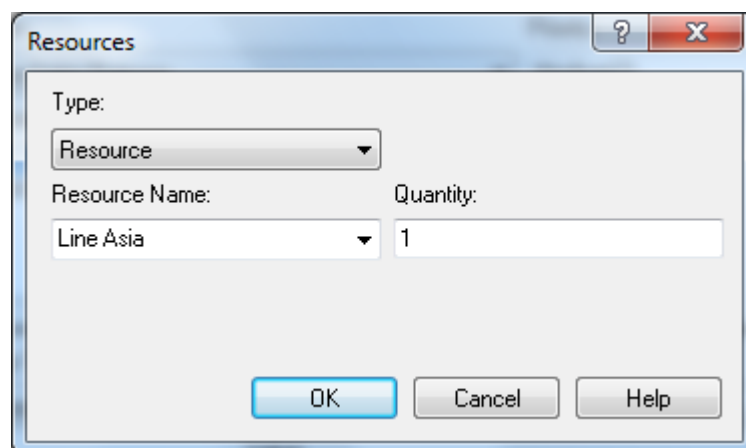 Resources
?
X
Type:
Resource
Resource Name:
Quantity:
Line Asia
1
OK
Cancel
Help